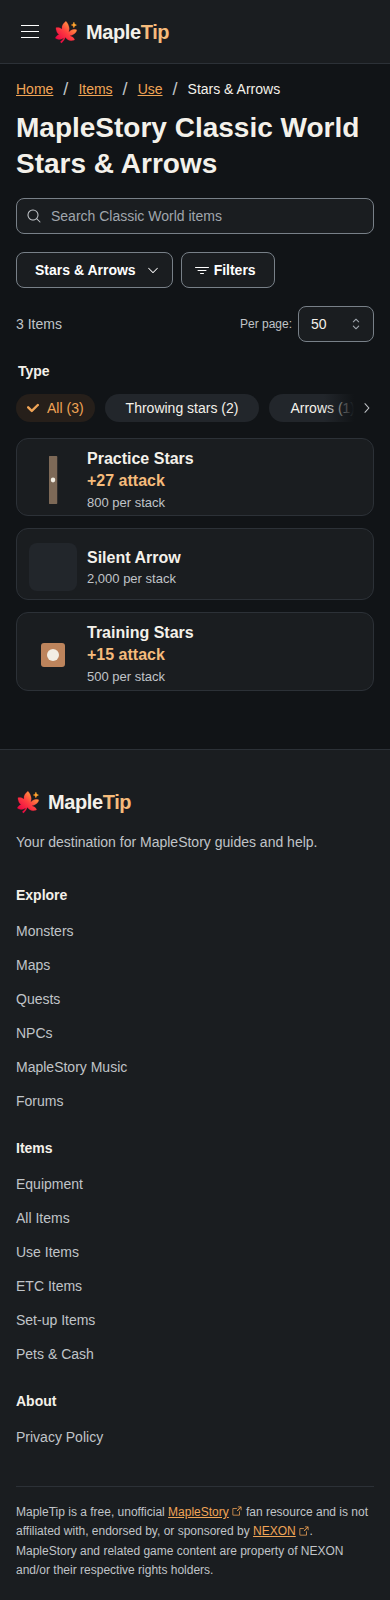 MapleTip
Home / Items / Use / Stars & Arrows
MapleStory Classic World
Stars & Arrows
Search Classic World items
Stars & Arrows
Filters
3 Items
Per page: 50
Type
All (3)
Throwing stars (2)
Arrows (1)
Practice Stars
+27 attack
800 per stack
Silent Arrow
2,000 per stack
Training Stars
+15 attack
500 per stack
MapleTip
Your destination for MapleStory guides and help.
Explore
Monsters
Maps
Quests
NPCs
MapleStory Music
Forums
Items
Equipment
All Items
Use Items
ETC Items
Set-up Items
Pets & Cash
About
Privacy Policy
MapleTip is a free, unofficial MapleStory fan resource and is not
affiliated with, endorsed by, or sponsored by NEXON.
MapleStory and related game content are property of NEXON
and/or their respective rights holders.